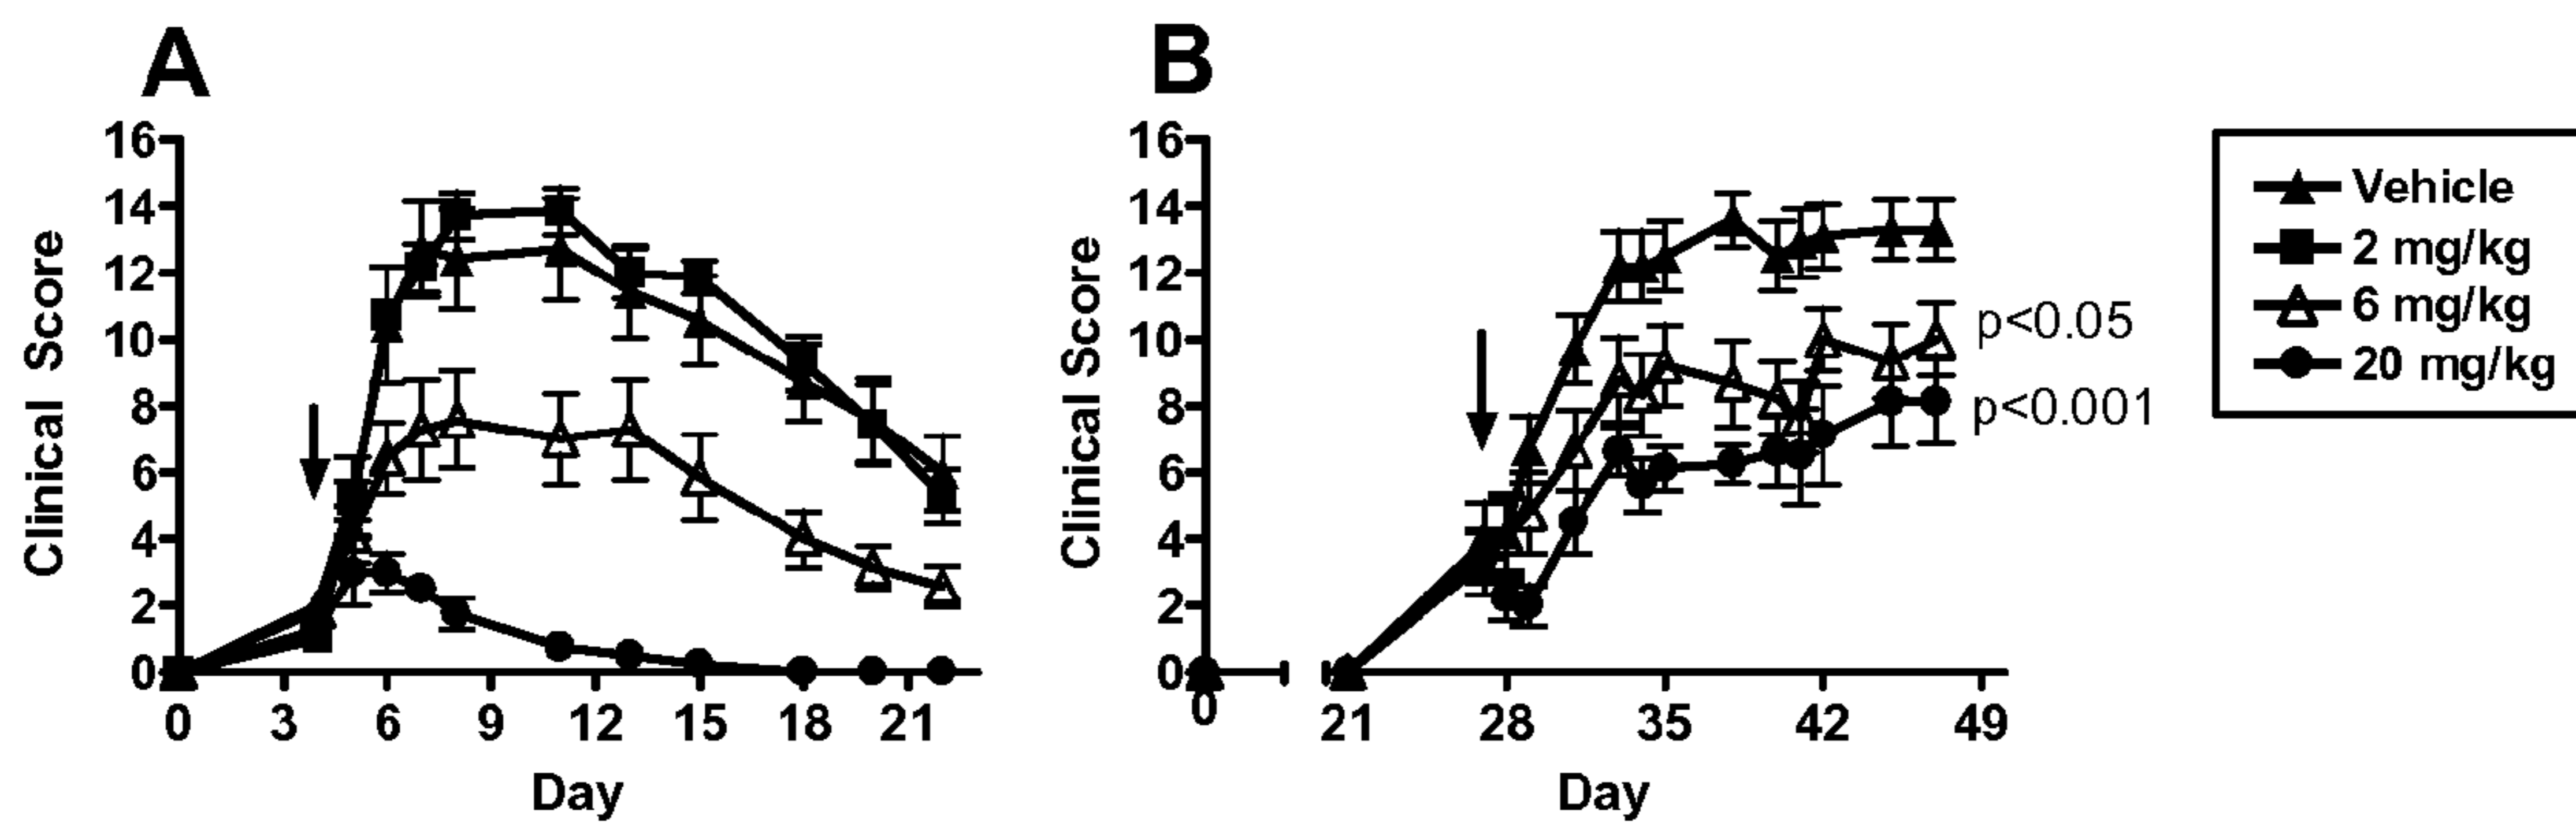 A
B
16
14
12
10
8
6
4
2
0
Clinical Score
0 3 6 9 12 15 18 21
Day
16
14
12
10
8
6
4
2
0
Clinical Score
0 21 28 35 42 49
Day
p<0.05
p<0.001
Vehicle
2 mg/kg
6 mg/kg
20 mg/kg